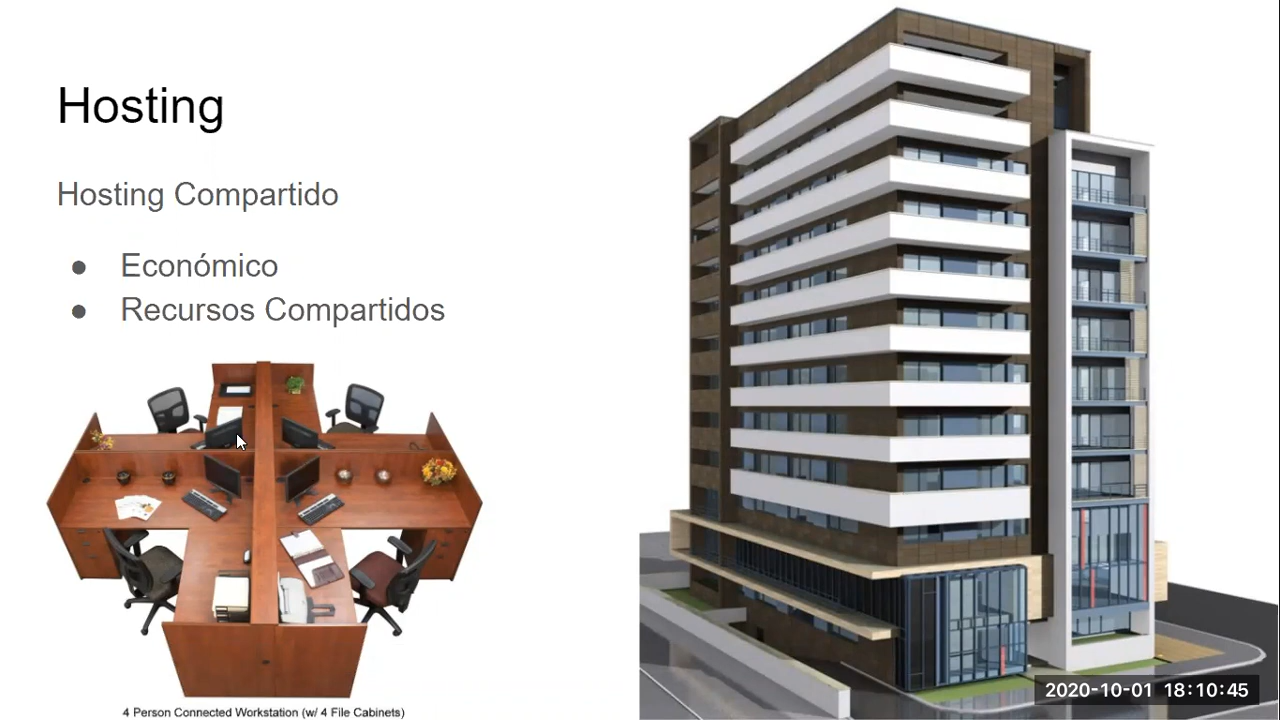 Hosting
Hosting Compartido
● Económico
● Recursos Compartidos
4 Person Connected Workstation (w/ 4 File Cabinets)
2020-10-01 18:10:45